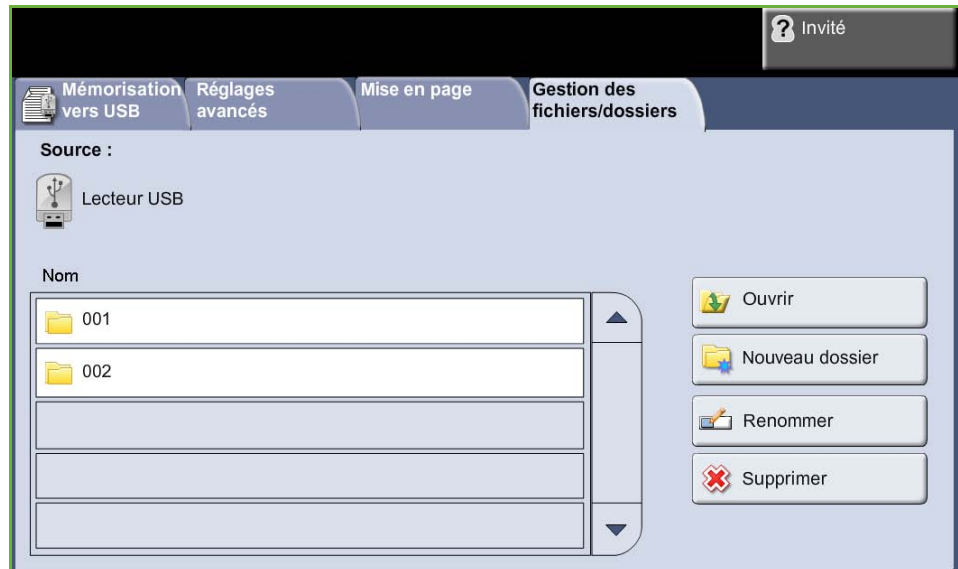 Invité
Mémorisation vers USB
Réglages avancés
Mise en page
Gestion des fichiers/dossiers
Source :
Lecteur USB
Nom
001
002
Ouvrir
Nouveau dossier
Renommer
Supprimer